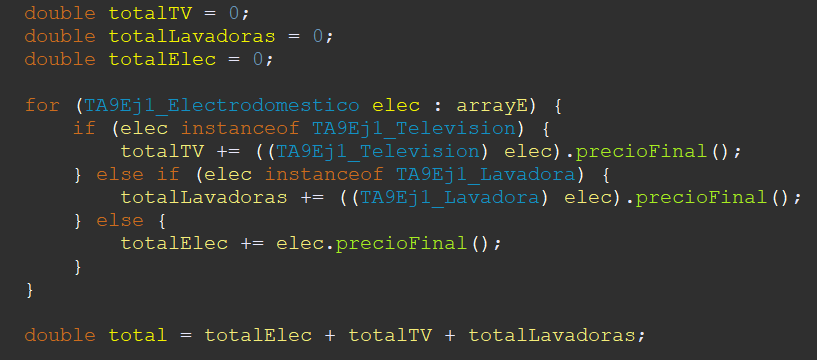 double totalTV = 0;
double totalLavadoras = 0;
double totalElec = 0;

for (TA9Ej1_Electrodomestico elec : arrayE) {
    if (elec instanceof TA9Ej1_Television) {
        totalTV += ((TA9Ej1_Television) elec).precioFinal();
    } else if (elec instanceof TA9Ej1_Lavadora) {
        totalLavadoras += ((TA9Ej1_Lavadora) elec).precioFinal();
    } else {
        totalElec += elec.precioFinal();
    }
}

double total = totalElec + totalTV + totalLavadoras;